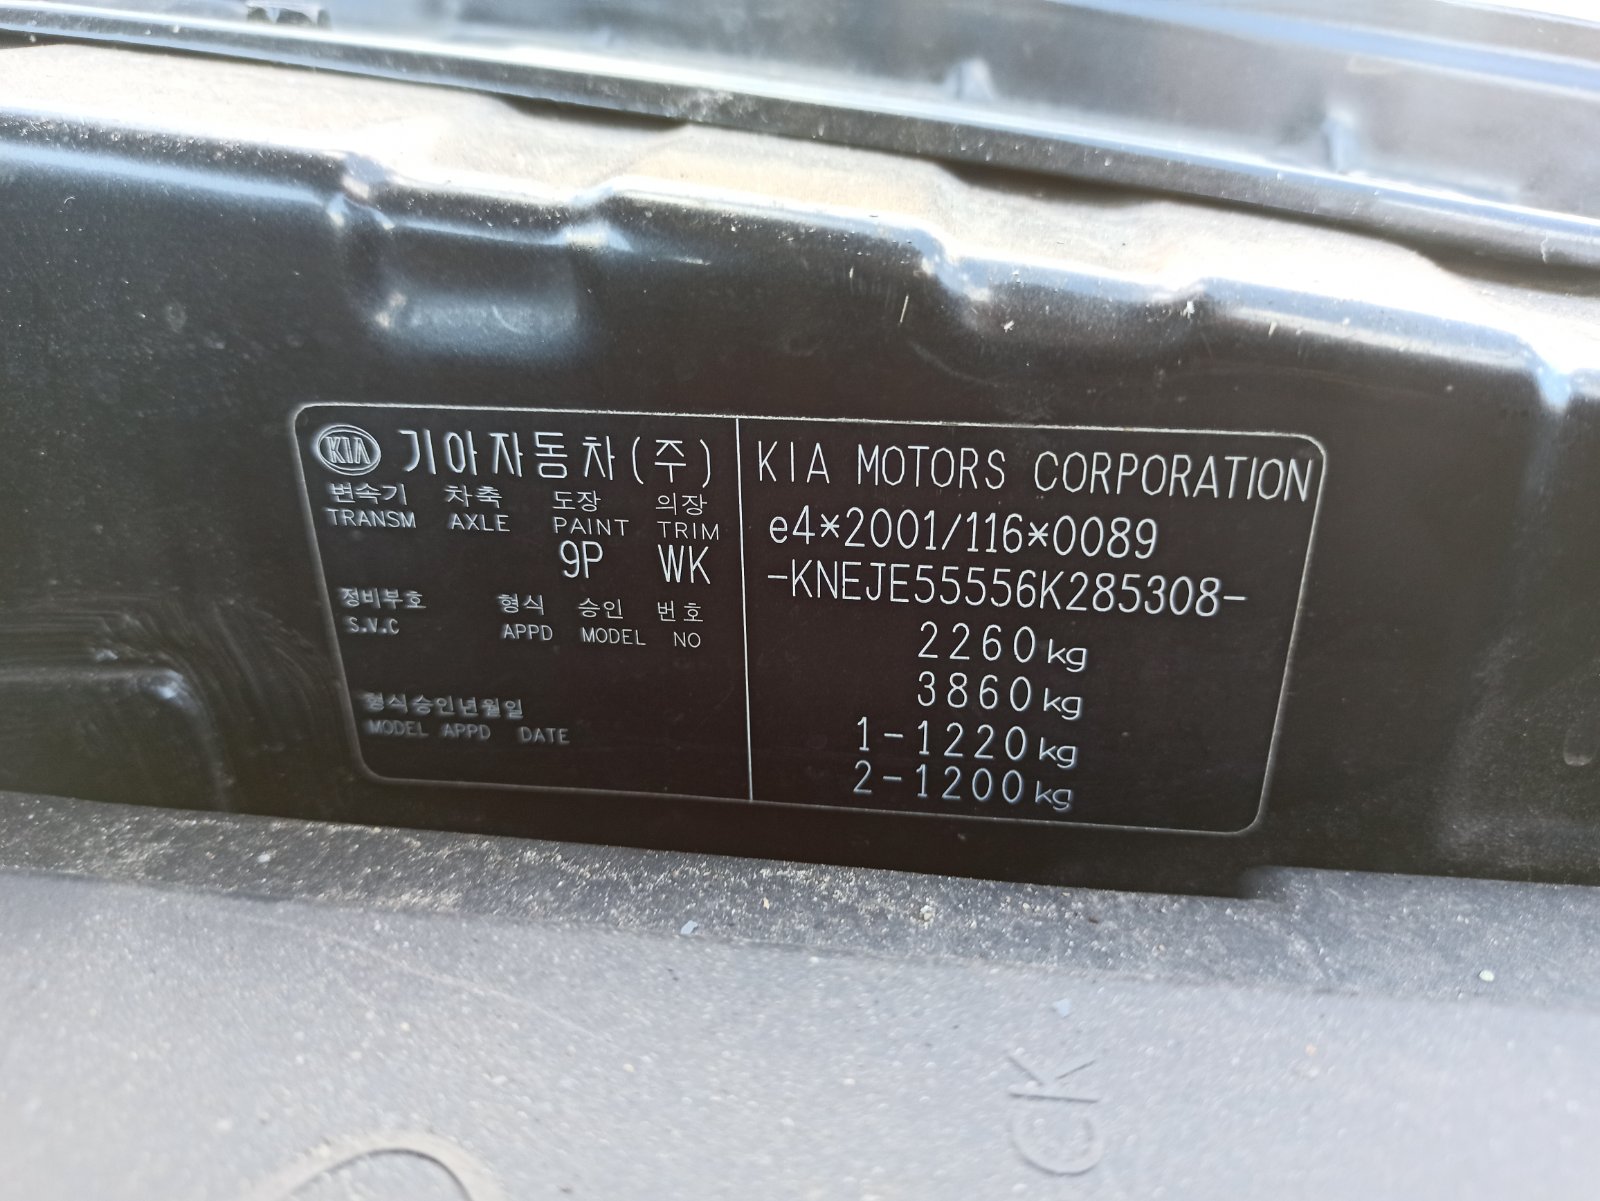 KIA 기아자동차(주)
변속기 차축 도장 의장
TRANSM AXLE PAINT TRIM
9P WK
정비부호 형식 승인 번호
S.V.C APPD MODEL NO
형식승인년월일
MODEL APPD DATE
KIA MOTORS CORPORATION
e4*2001/116*0089
-KNEJE55556K285308-
2260kg
3860kg
1-1220kg
2-1200kg
CK